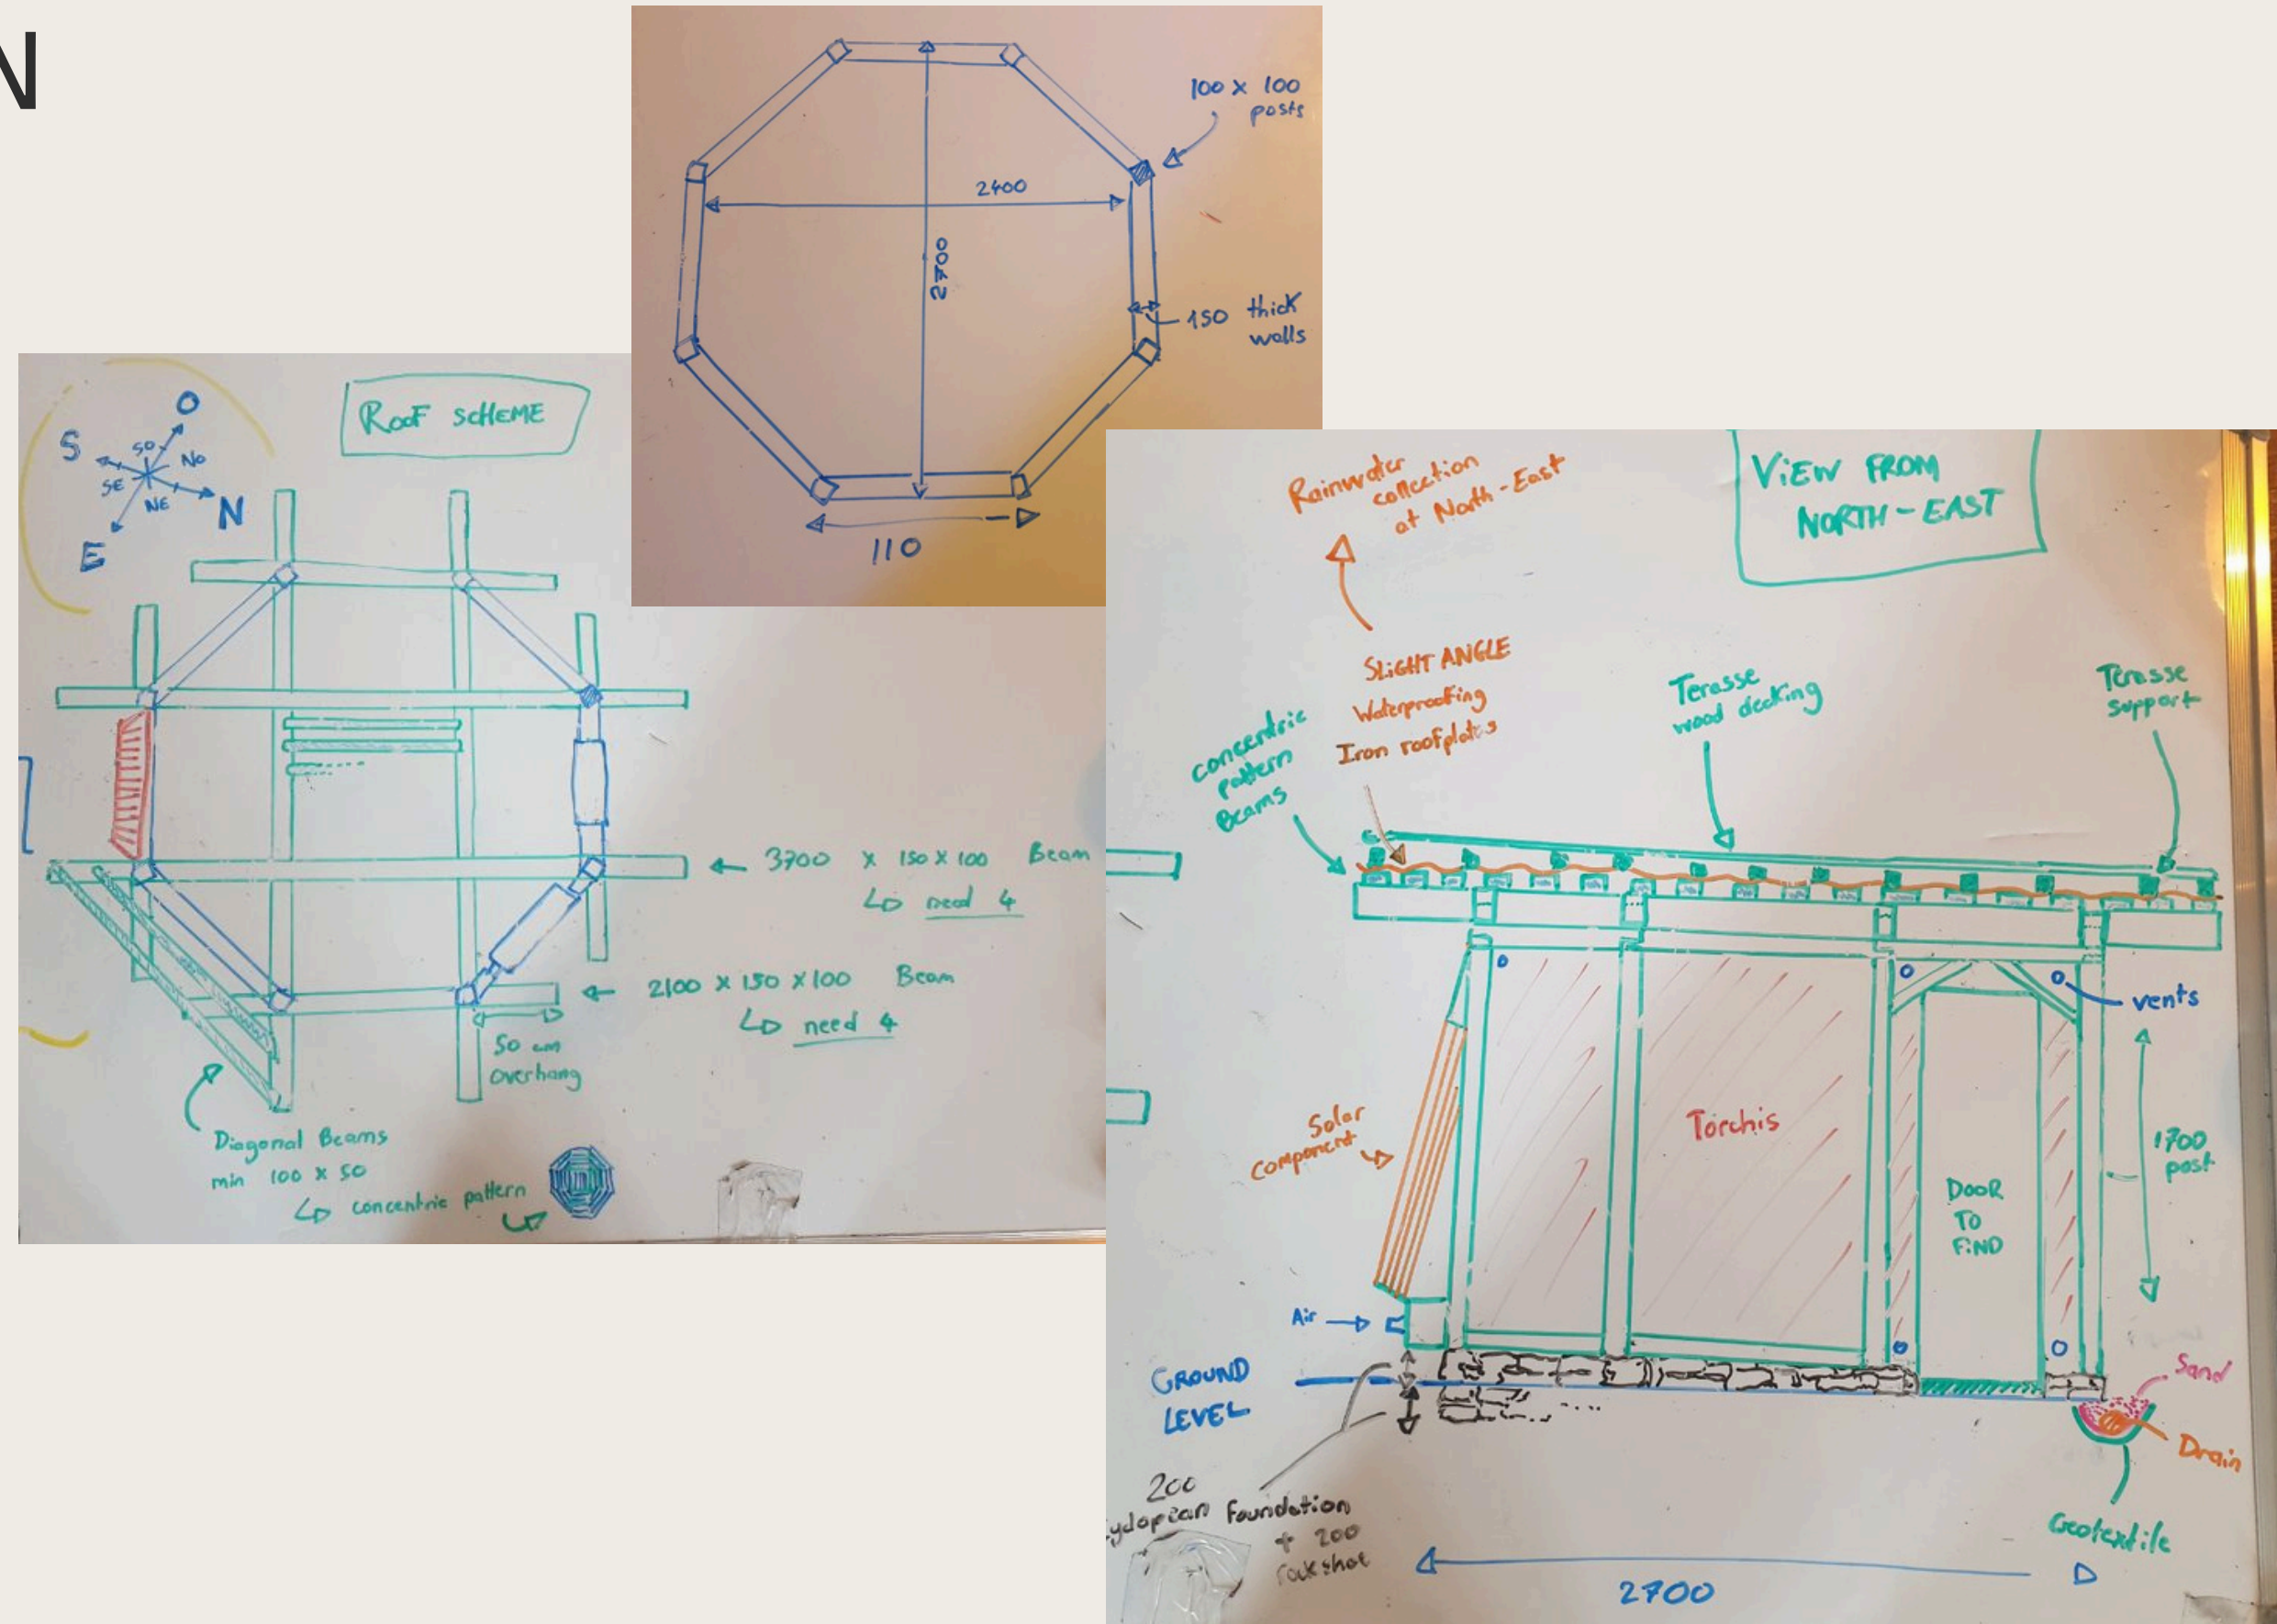 N
100 x 100
posts
2400
2700
150 thick
walls
110
ROOF SCHEME
O
S
SO
NO
SE
NE
N
E
3700 x 150 x 100 Beam
need 4
2100 x 150 x 100 Beam
need 4
50 cm
overhang
Diagonal Beams
min 100 x 50
concentric pattern
VIEW FROM
NORTH-EAST
Rainwater
collection
at North-East
SLIGHT ANGLE
Waterproofing
Iron roofplates
concentric
pattern
Beams
Terasse
wood decking
Terasse
support
vents
Solar
component
Torchis
DOOR
TO
FIND
1700
post
Air
GROUND
LEVEL
Sand
Drain
Geotextile
200
yclopean Foundation
+ 200
2700